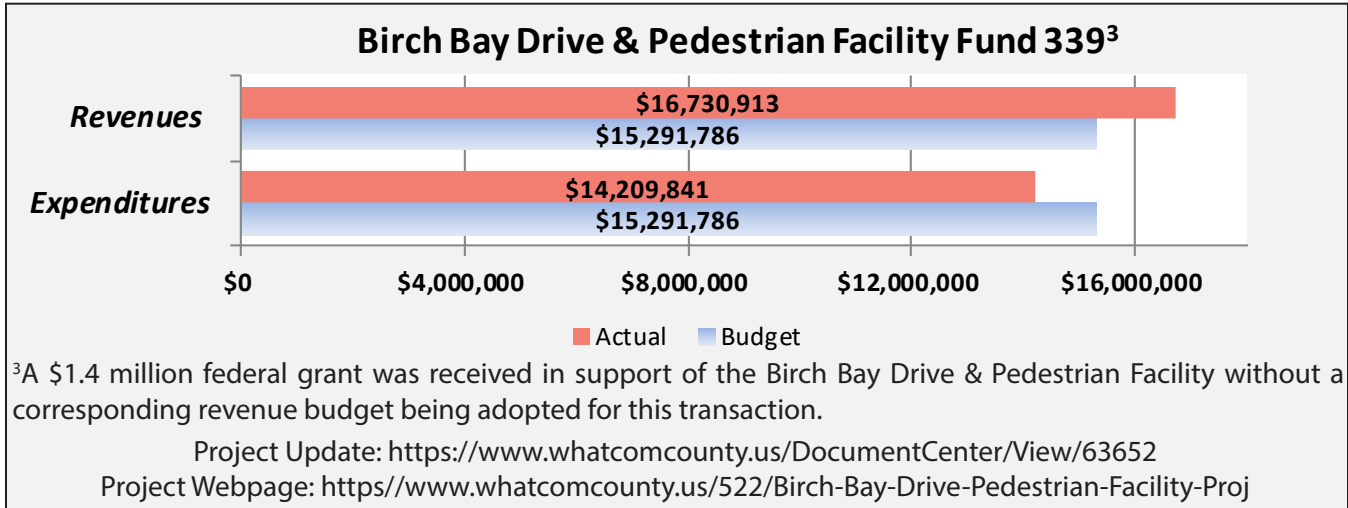 Birch Bay Drive & Pedestrian Facility Fund 339³
Revenues
$16,730,913
$15,291,786
Expenditures
$14,209,841
$15,291,786
$0 $4,000,000 $8,000,000 $12,000,000 $16,000,000
Actual Budget
³A $1.4 million federal grant was received in support of the Birch Bay Drive & Pedestrian Facility without a
corresponding revenue budget being adopted for this transaction.
Project Update: https://www.whatcomcounty.us/DocumentCenter/View/63652
Project Webpage: https//www.whatcomcounty.us/522/Birch-Bay-Drive-Pedestrian-Facility-Proj